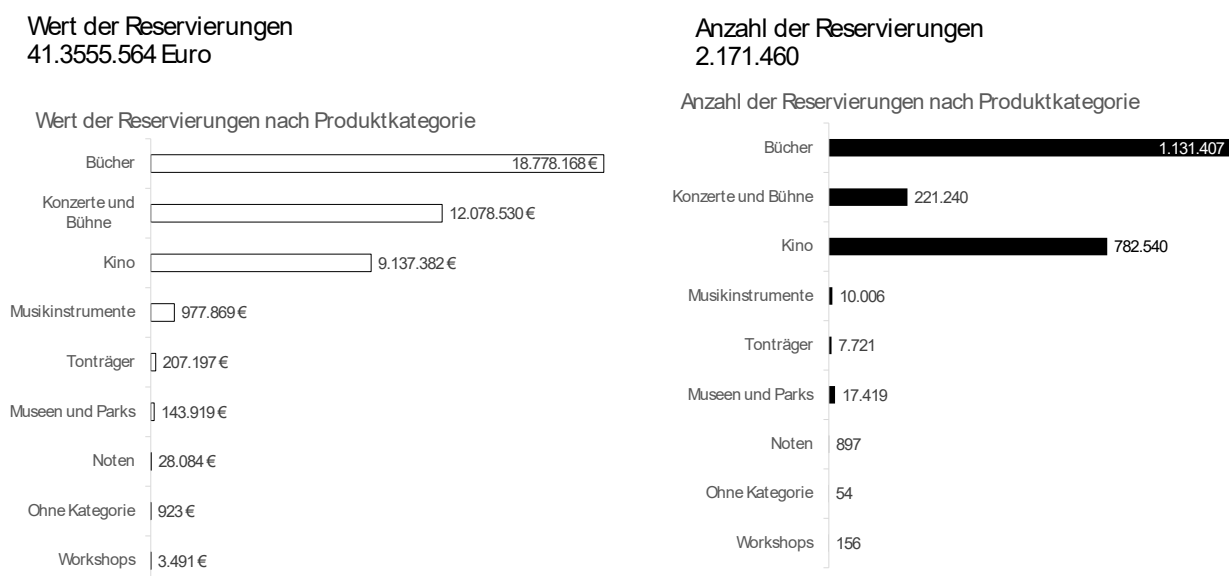 Wert der Reservierungen
41.3555.564 Euro
Wert der Reservierungen nach Produktkategorie
Bücher
18.778.168 €
Konzerte und
Bühne
12.078.530 €
Kino
9.137.382 €
Musikinstrumente
977.869 €
Tonträger
207.197 €
Museen und Parks
143.919 €
Noten
28.084 €
Ohne Kategorie
923 €
Workshops
3.491 €
Anzahl der Reservierungen
2.171.460
Anzahl der Reservierungen nach Produktkategorie
Bücher
1.131.407
Konzerte und Bühne
221.240
Kino
782.540
Musikinstrumente
10.006
Tonträger
7.721
Museen und Parks
17.419
Noten
897
Ohne Kategorie
54
Workshops
156